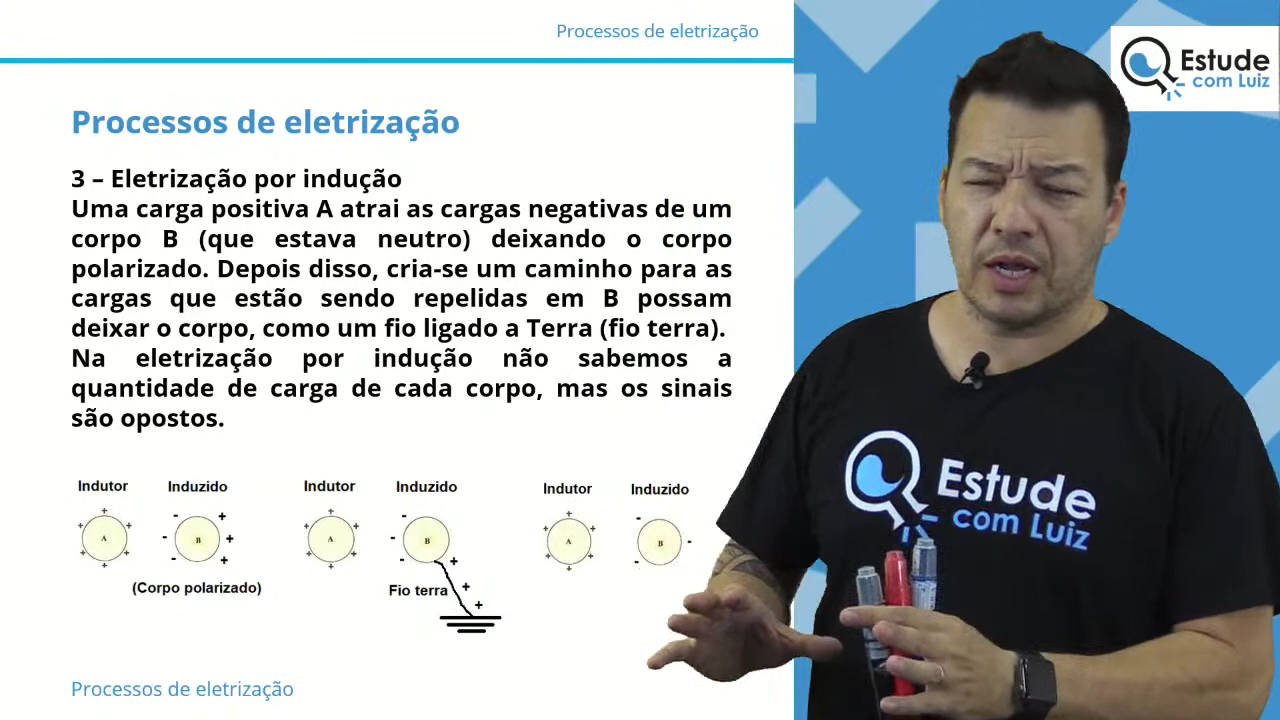 Processos de eletrização
Estude
com Luiz
Processos de eletrização
3 – Eletrização por indução
Uma carga positiva A atrai as cargas negativas de um
corpo B (que estava neutro) deixando o corpo
polarizado. Depois disso, cria-se um caminho para as
cargas que estão sendo repelidas em B possam
deixar o corpo, como um fio ligado a Terra (fio terra).
Na eletrização por indução não sabemos a
quantidade de carga de cada corpo, mas os sinais
são opostos.
Indutor Induzido Indutor Induzido Indutor Induzido
A B A B A B
(Corpo polarizado) Fio terra
Estude
com Luiz
Processos de eletrização